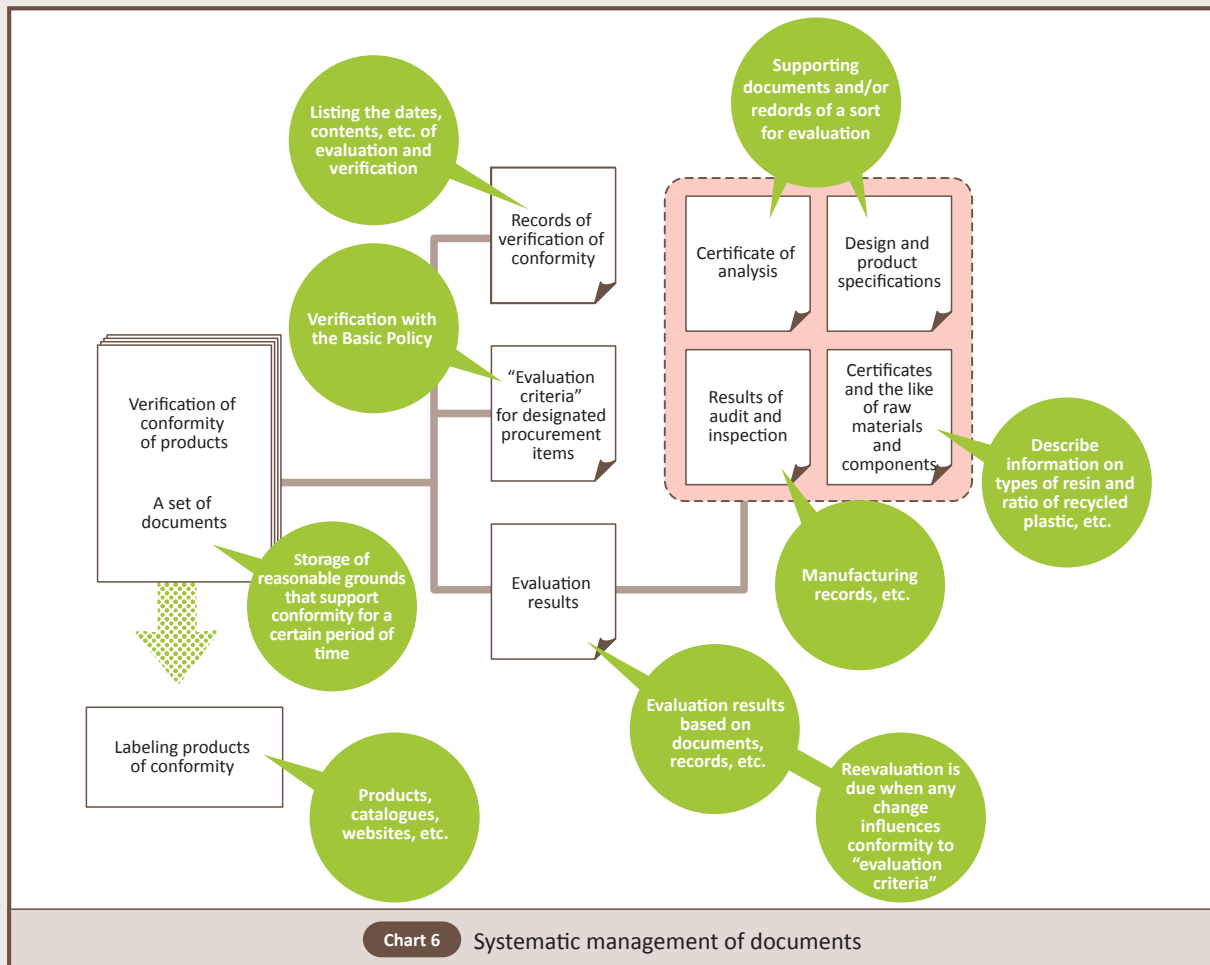 Supporting
documents and/or
redords of a sort
for evaluation
Listing the dates,
contents, etc. of
evaluation and
verification
Records of
verification of
conformity
Certificate of
analysis
Design and
product
specifications
Verification with
the Basic Policy
“Evaluation
criteria”
for designated
procurement
items
Results of
audit and
inspection
Certificates
and the like
of raw
materials
and
components
Verification of
conformity
of products
A set of
documents
Describe
information on
types of resin and
ratio of recycled
plastic, etc.
Storage of
reasonable grounds
that support
conformity for a
certain period of
time
Evaluation
results
Manufacturing
records, etc.
Labeling products
of conformity
Products,
catalogues,
websites, etc.
Evaluation results
based on
documents,
records, etc.
Reevaluation is
due when any
change
influences
conformity to
“evaluation
criteria”
Chart 6 Systematic management of documents